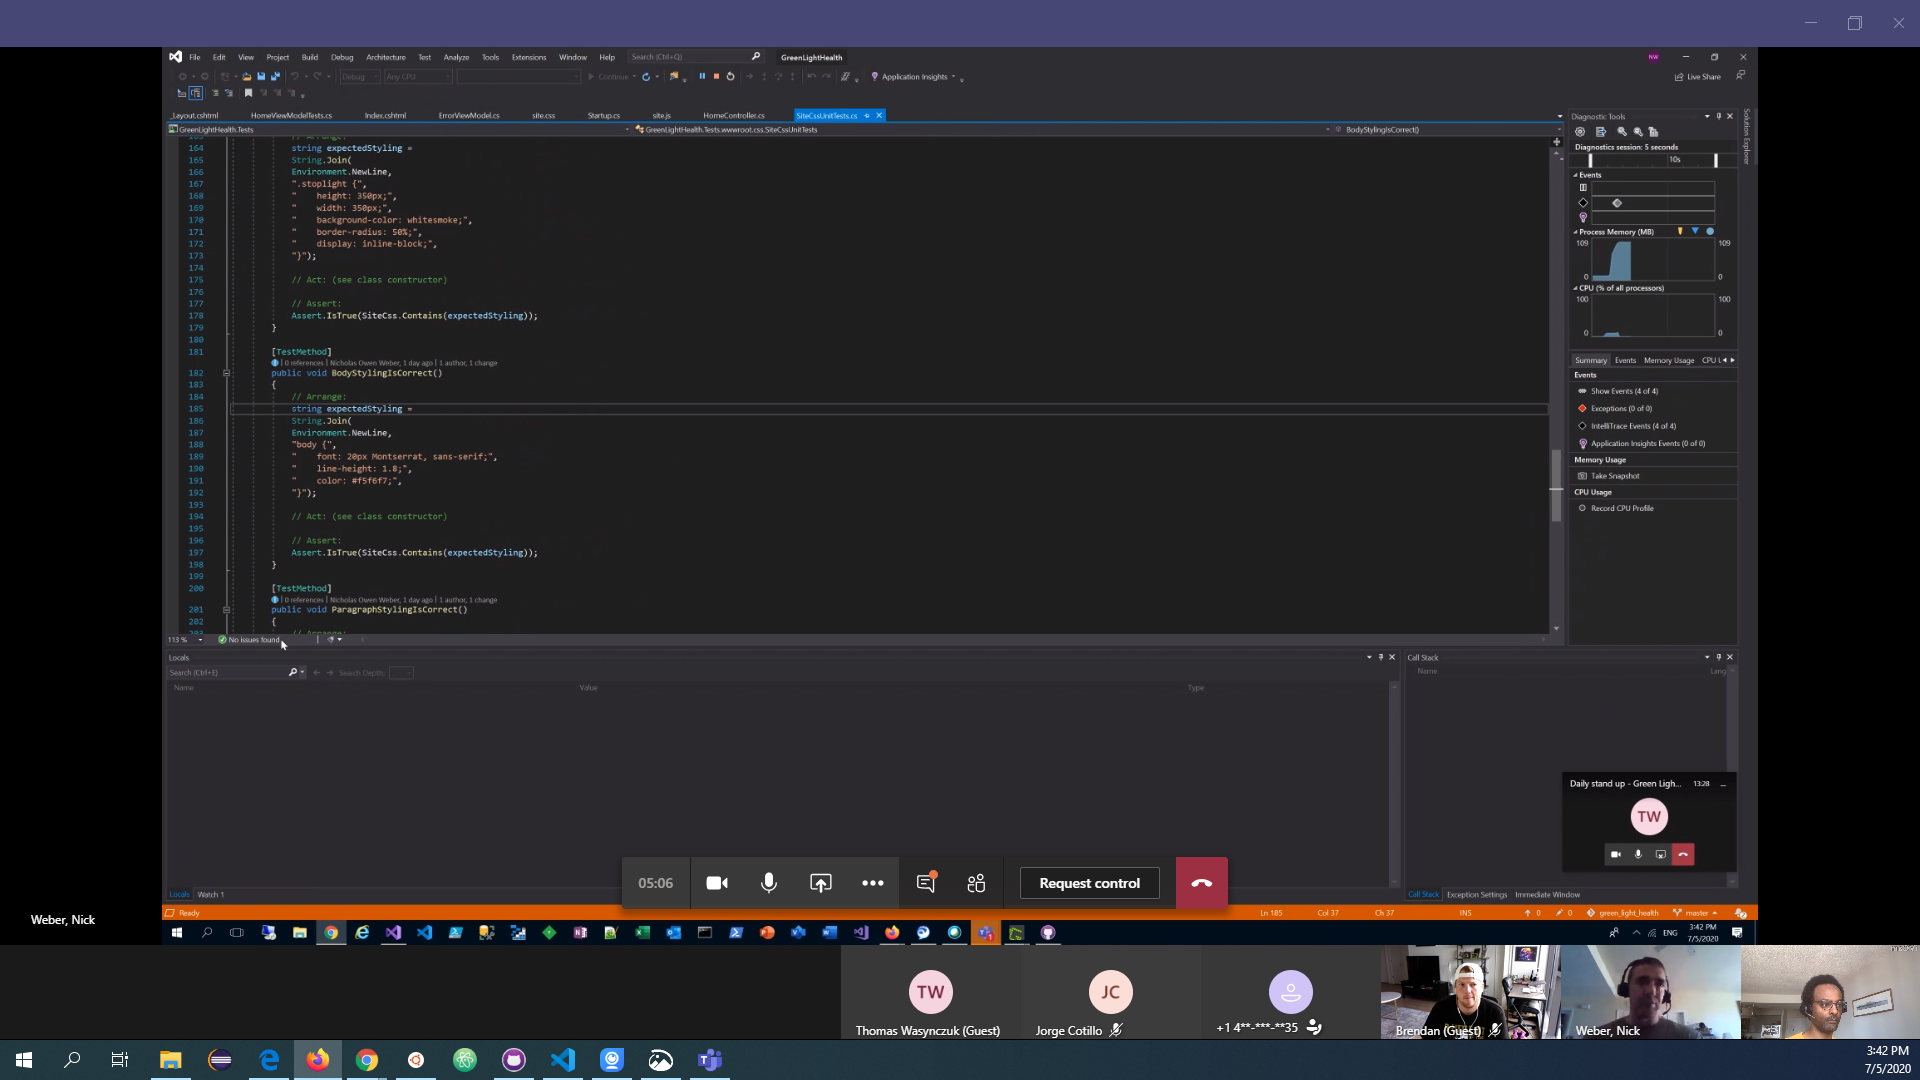 File Edit View Project Build Debug Architecture Test Analyze Tools Extensions Window Help Search (Ctrl+Q) GreenLightHealth NW
Debug Any CPU Continue Application Insights Live Share
_Layout.cshtml HomeViewModelTests.cs Index.cshtml ErrorViewModel.cs site.css Startup.cs site.js HomeController.cs SiteCssUnitTests.cs
GreenLightHealth.Tests GreenLightHealth.Tests.wwwroot.css.SiteCssUnitTests BodyStylingIsCorrect()
164 string expectedStyling =
165 String.Join(
166 Environment.NewLine,
167 ".stoplight {",
168 "    height: 350px;",
169 "    width: 350px;",
170 "    background-color: whitesmoke;",
171 "    border-radius: 50%;",
172 "    display: inline-block;",
173 "}");
174
175 // Act: (see class constructor)
176
177 // Assert:
178 Assert.IsTrue(SiteCss.Contains(expectedStyling));
179 }
180
181 [TestMethod]
0 references | Nicholas Owen Weber, 1 day ago | 1 author, 1 change
182 public void BodyStylingIsCorrect()
183 {
184 // Arrange:
185 string expectedStyling =
186 String.Join(
187 Environment.NewLine,
188 "body {",
189 "    font: 20px Montserrat, sans-serif;",
190 "    line-height: 1.8;",
191 "    color: #f5f6f7;",
192 "}");
193
194 // Act: (see class constructor)
195
196 // Assert:
197 Assert.IsTrue(SiteCss.Contains(expectedStyling));
198 }
199
200 [TestMethod]
0 references | Nicholas Owen Weber, 1 day ago | 1 author, 1 change
201 public void ParagraphStylingIsCorrect()
202 {
203 // Arrange:
113 % No issues found
Diagnostic Tools
Diagnostics session: 5 seconds
10s
Events
Process Memory (MB)
109 109
0 0
CPU (% of all processors)
100 100
0 0
Summary Events Memory Usage CPU U
Events
Show Events (4 of 4)
Exceptions (0 of 0)
IntelliTrace Events (4 of 4)
Application Insights Events (0 of 0)
Memory Usage
Take Snapshot
CPU Usage
Record CPU Profile
Solution Explorer
Locals
Search (Ctrl+E) Search Depth:
Name Value Type
Call Stack
Name Lang
Daily stand up - Green Ligh... 13:28
TW
Locals Watch 1
Call Stack Exception Settings Immediate Window
05:06 Request control
Ready Ln 185 Col 37 Ch 37 INS 0 0 green_light_health master 2
ENG 3:42 PM
7/5/2020
Weber, Nick
TW JC
Thomas Wasynczuk (Guest) Jorge Cotillo +1 4**-***-**35 Brendan (Guest) Weber, Nick
3:42 PM
7/5/2020